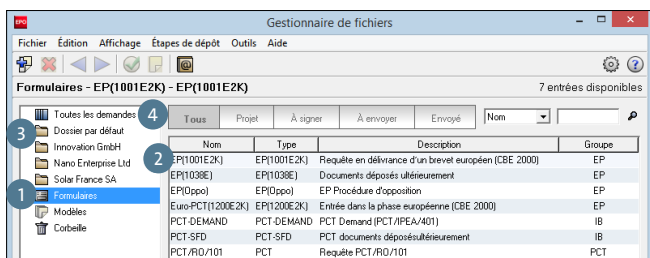 EPO Gestionnaire de fichiers
Fichier Édition Affichage Étapes de dépôt Outils Aide
Formulaires - EP(1001E2K) - EP(1001E2K) 7 entrées disponibles
Toutes les demandes
3 Dossier par défaut
Innovation GmbH
Nano Enterprise Ltd
Solar France SA
1 Formulaires
Modèles
Corbeille
4 Tous Projet À signer À envoyer Envoyé Nom
Nom Type Description Groupe
2 EP(1001E2K) EP(1001E2K) Requête en délivrance d'un brevet européen (CBE 2000) EP
EP(1038E) EP(1038E) Documents déposés ultérieurement EP
EP(Oppo) EP(Oppo) EP Procédure d'opposition EP
Euro-PCT(1200E2K) EP(1200E2K) Entrée dans la phase européenne (CBE 2000) EP
PCT-DEMAND PCT-DEMAND PCT Demand (PCT/IPEA/401) IB
PCT-SFD PCT-SFD PCT documents déposésultérieurement IB
PCT/RO/101 PCT Requête PCT/RO/101 PCT